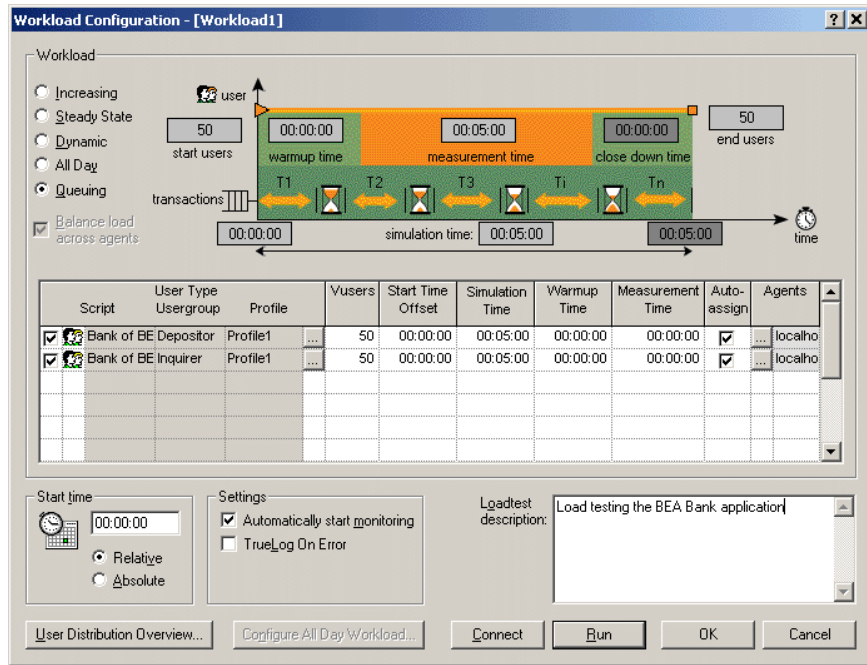 Workload Configuration - [Workload1]
Workload
Increasing
Steady State
Dynamic
All Day
Queuing
Balance load
across agents
user
50
start users
00:00:00
warmup time
00:05:00
measurement time
00:00:00
close down time
50
end users
transactions
T1
T2
T3
Ti
Tn
00:00:00
simulation time:
00:05:00
00:05:00
time
Script
User Type
Usergroup
Profile
Vusers
Start Time
Offset
Simulation
Time
Warmup
Time
Measurement
Time
Auto-
assign
Agents
Bank of BE Depositor Profile1 ... 50 00:00:00 00:05:00 00:00:00 00:00:00 ... localho
Bank of BE Inquirer Profile1 ... 50 00:00:00 00:05:00 00:00:00 00:00:00 ... localho
Start time
00:00:00
Relative
Absolute
Settings
Automatically start monitoring
TrueLog On Error
Loadtest
description:
Load testing the BEA Bank application
User Distribution Overview...
Configure All Day Workload...
Connect
Run
OK
Cancel